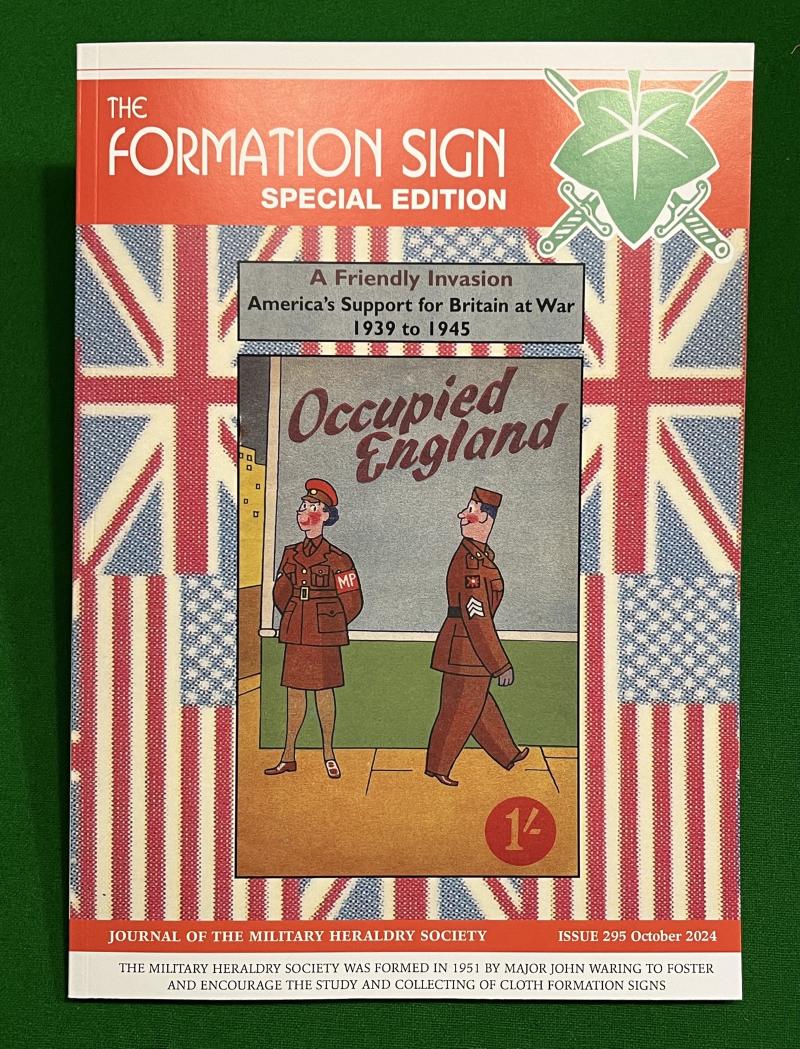 THE
FORMATION SIGN
SPECIAL EDITION
A Friendly Invasion
America's Support for Britain at War
1939 to 1945
Occupied
England
MP
1/-
JOURNAL OF THE MILITARY HERALDRY SOCIETY ISSUE 295 October 2024
THE MILITARY HERALDRY SOCIETY WAS FORMED IN 1951 BY MAJOR JOHN WARING TO FOSTER
AND ENCOURAGE THE STUDY AND COLLECTING OF CLOTH FORMATION SIGNS